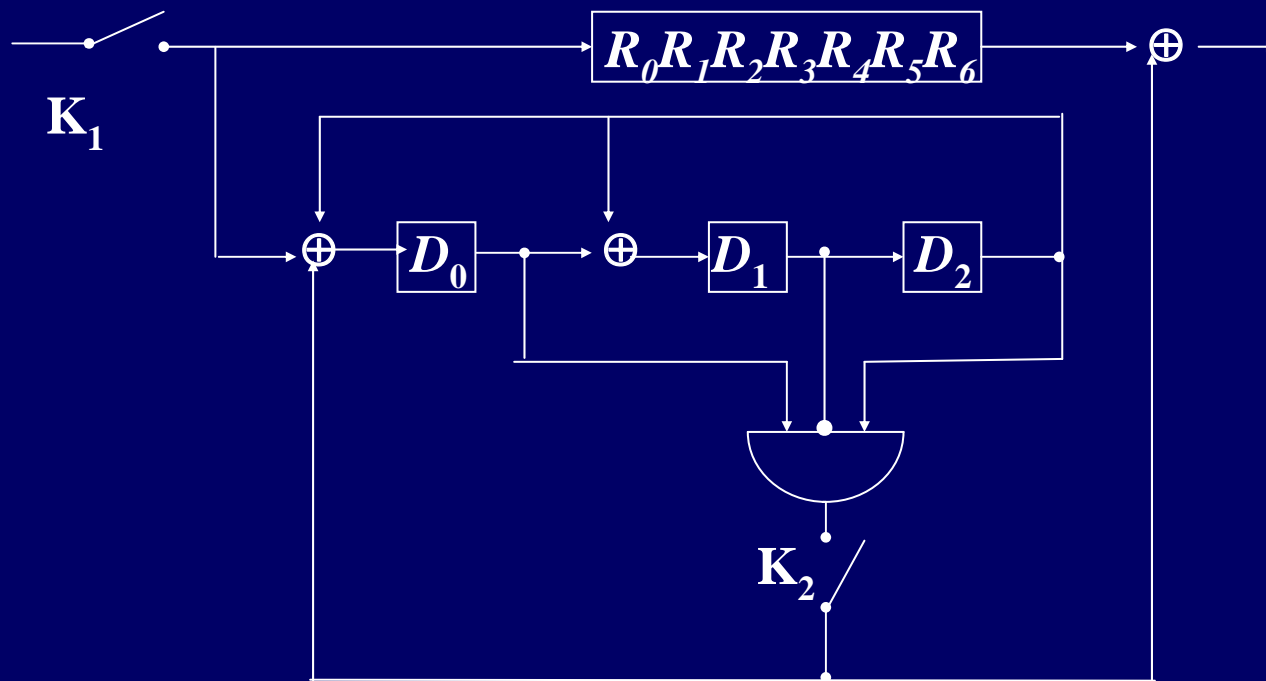 R₀R₁R₂R₃R₄R₅R₆
K₁
D₀
D₁
D₂
K₂